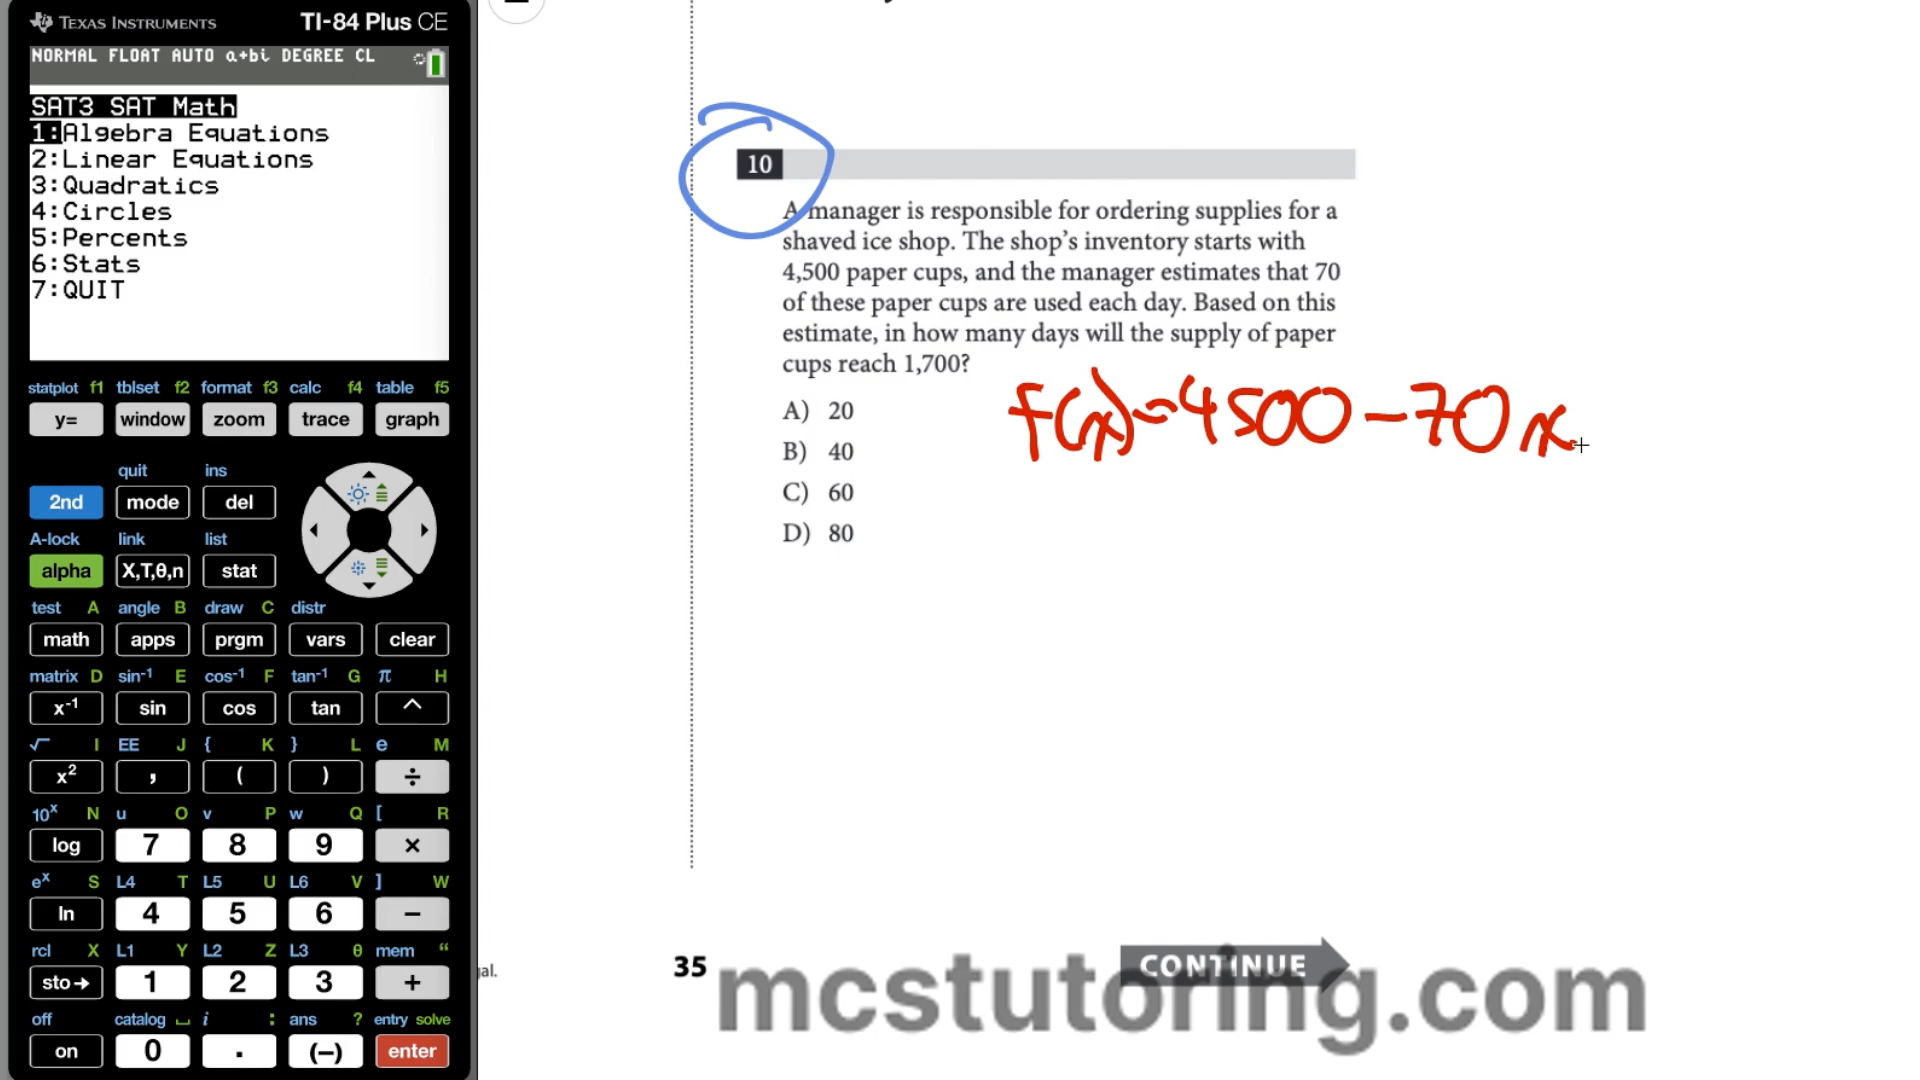 TEXAS INSTRUMENTS TI-84 Plus CE
NORMAL FLOAT AUTO a+bi DEGREE CL
SAT3 SAT Math
1:Algebra Equations
2:Linear Equations
3:Quadratics
4:Circles
5:Percents
6:Stats
7:QUIT
statplot f1 tblset f2 format f3 calc f4 table f5
y= window zoom trace graph
quit ins
2nd mode del
A-lock link list
alpha X,T,θ,n stat
test A angle B draw C distr
math apps prgm vars clear
matrix D sin-1 E cos-1 F tan-1 G π H
x-1 sin cos tan ^
√ I EE J { K } L e M
x2 , ( ) ÷
10x N u O v P w Q [ R
log 7 8 9 ×
ex S L4 T L5 U L6 V ] W
ln 4 5 6 −
rcl X L1 Y L2 Z L3 θ mem “
sto→ 1 2 3 +
off catalog ⎵ i : ans ? entry solve
on 0 . (−) enter
10
A manager is responsible for ordering supplies for a
shaved ice shop. The shop’s inventory starts with
4,500 paper cups, and the manager estimates that 70
of these paper cups are used each day. Based on this
estimate, in how many days will the supply of paper
cups reach 1,700?
f(x)=4500-70x
A) 20
B) 40
C) 60
D) 80
gal.
35
CONTINUE
mcstutoring.com